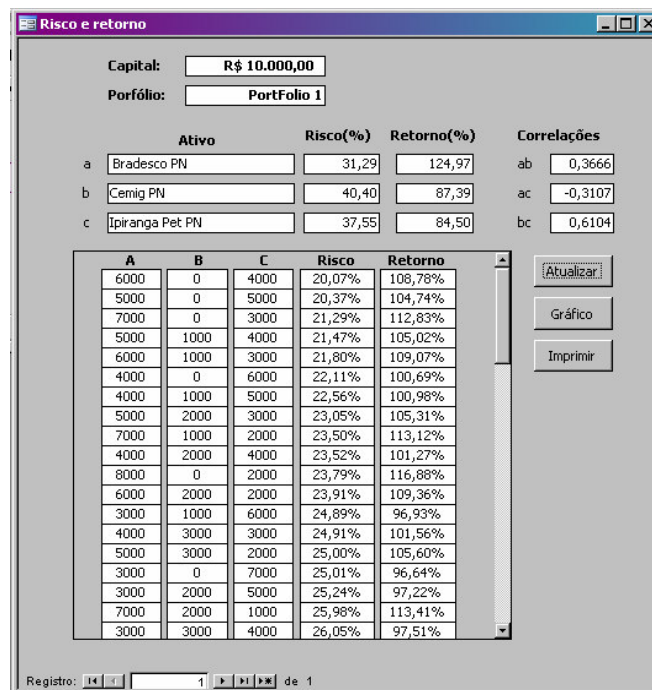 Risco e retorno
Capital: R$ 10.000,00
Porfólio: PortFolio 1
Ativo Risco(%) Retorno(%) Correlações
a Bradesco PN 31,29 124,97 ab 0,3666
b Cemig PN 40,40 87,39 ac -0,3107
c Ipiranga Pet PN 37,55 84,50 bc 0,6104
A B C Risco Retorno
6000 0 4000 20,07% 108,78%
5000 0 5000 20,37% 104,74%
7000 0 3000 21,29% 112,83%
5000 1000 4000 21,47% 105,02%
6000 1000 3000 21,80% 109,07%
4000 0 6000 22,11% 100,69%
4000 1000 5000 22,56% 100,98%
5000 2000 3000 23,05% 105,31%
7000 1000 2000 23,50% 113,12%
4000 2000 4000 23,52% 101,27%
8000 0 2000 23,79% 116,88%
6000 2000 2000 23,91% 109,36%
3000 1000 6000 24,89% 96,93%
4000 3000 3000 24,91% 101,56%
5000 3000 2000 25,00% 105,60%
3000 0 7000 25,01% 96,64%
3000 2000 5000 25,24% 97,22%
7000 2000 1000 25,98% 113,41%
3000 3000 4000 26,05% 97,51%
Atualizar
Gráfico
Imprimir
Registro: 1 de 1